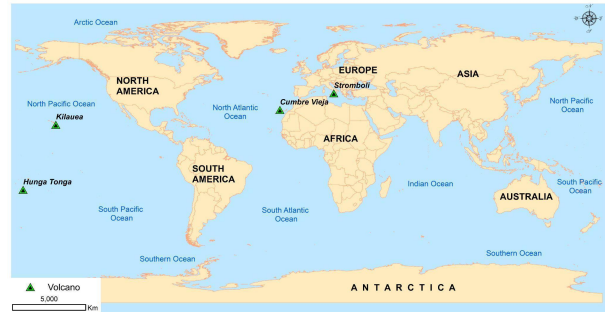 Arctic Ocean
NORTH
AMERICA
EUROPE
ASIA
Stromboli
North Pacific Ocean
Kilauea
North Atlantic
Ocean
Cumbre Vieja
North Pacific
Ocean
AFRICA
Hunga Tonga
SOUTH
AMERICA
Indian Ocean
South Pacific
Ocean
AUSTRALIA
South Pacific
Ocean
South Atlantic
Ocean
Southern Ocean
Southern Ocean
ANTARCTICA
Volcano
5,000
Km